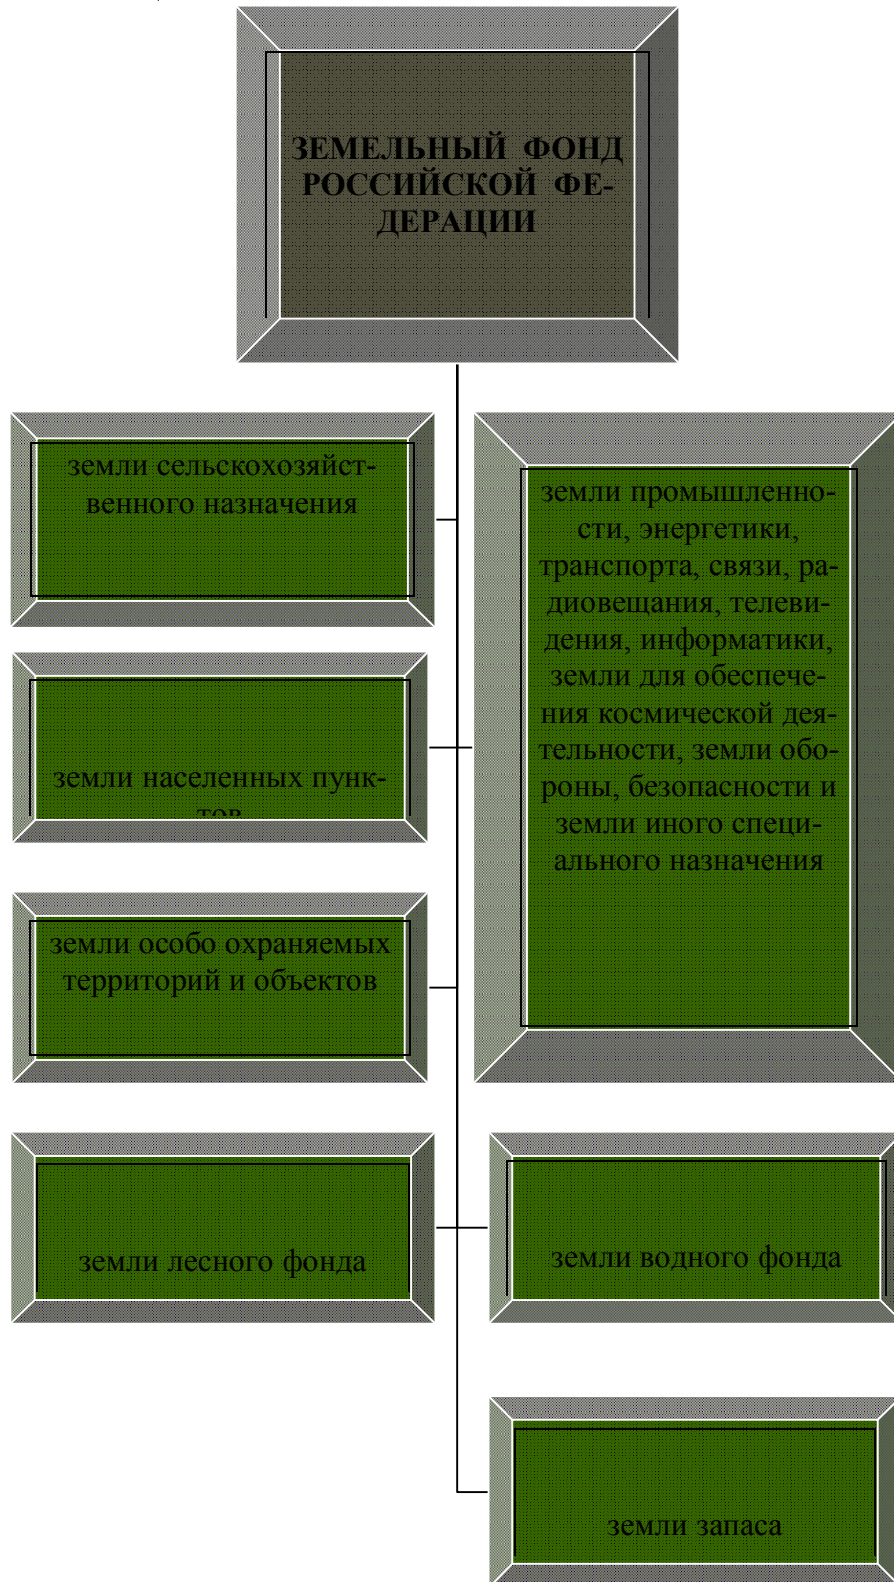 ЗЕМЕЛЬНЫЙ ФОНД
РОССИЙСКОЙ ФЕ-
ДЕРАЦИИ
земли сельскохозяйст-
венного назначения
земли промышленно-
сти, энергетики,
транспорта, связи, ра-
диовещания, телеви-
дения, информатики,
земли для обеспече-
ния космической дея-
тельности, земли обо-
роны, безопасности и
земли иного специ-
ального назначения
земли населенных пунк-
тов
земли особо охраняемых
территорий и объектов
земли лесного фонда
земли водного фонда
земли запаса